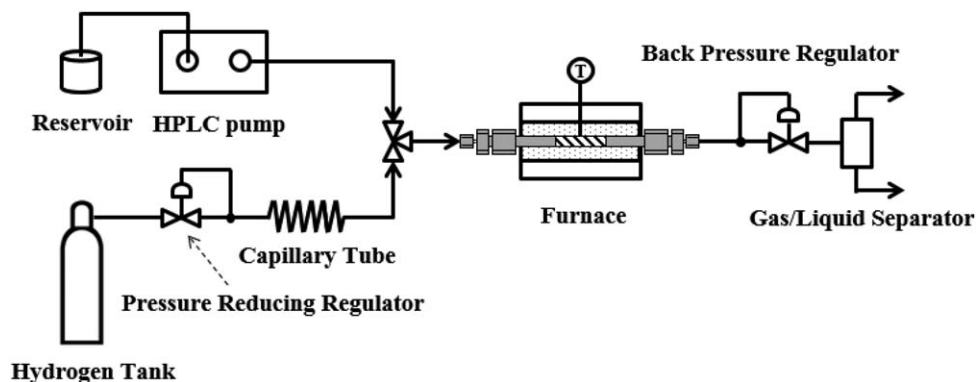 Back Pressure Regulator
T
Reservoir
HPLC pump
Furnace
Gas/Liquid Separator
Capillary Tube
Pressure Reducing Regulator
Hydrogen Tank